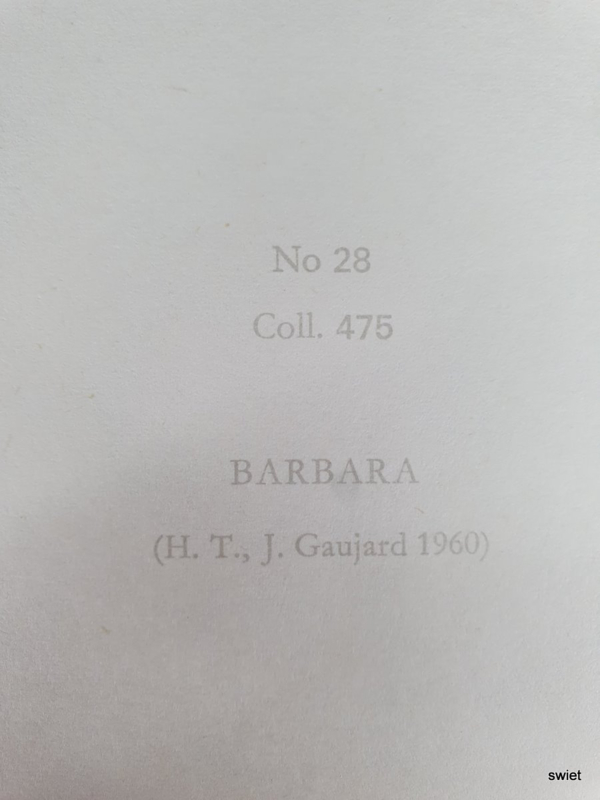 No 28
Coll. 475
BARBARA
(H. T., J. Gaujard 1960)
swiet